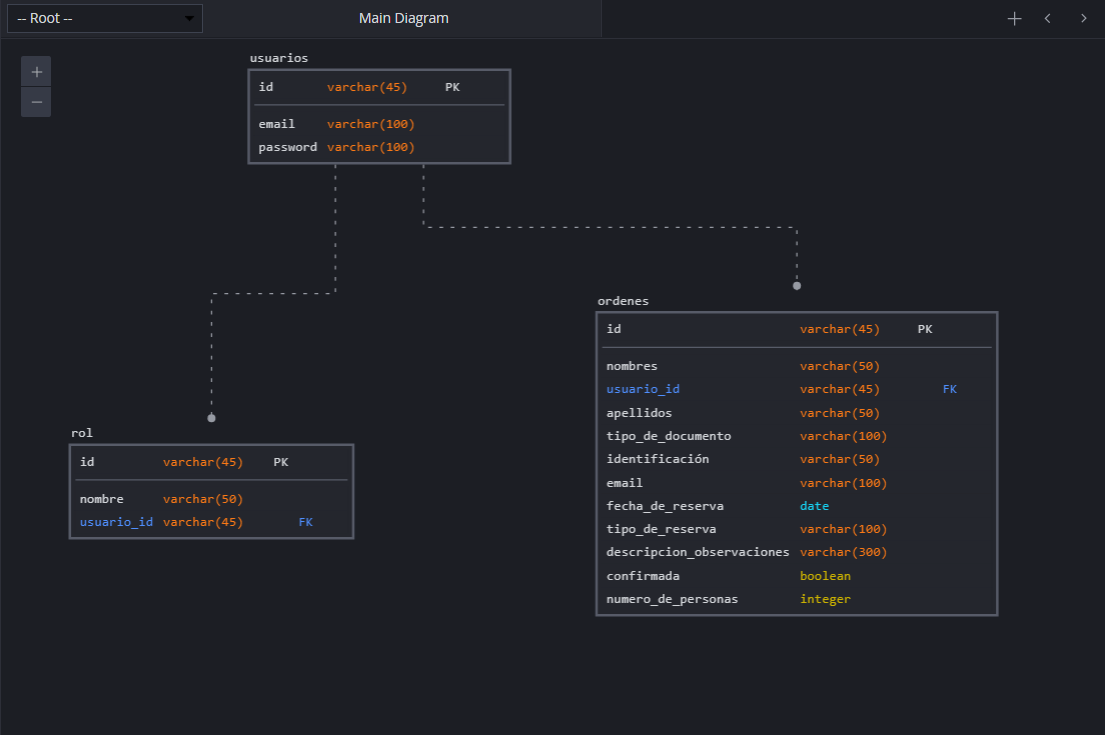 -- Root --
Main Diagram
usuarios
id varchar(45) PK
email varchar(100)
password varchar(100)
ordenes
id varchar(45) PK
nombres varchar(50)
usuario_id varchar(45) FK
apellidos varchar(50)
tipo_de_documento varchar(100)
identificación varchar(50)
email varchar(100)
fecha_de_reserva date
tipo_de_reserva varchar(100)
descripcion_observaciones varchar(300)
confirmada boolean
numero_de_personas integer
rol
id varchar(45) PK
nombre varchar(50)
usuario_id varchar(45) FK